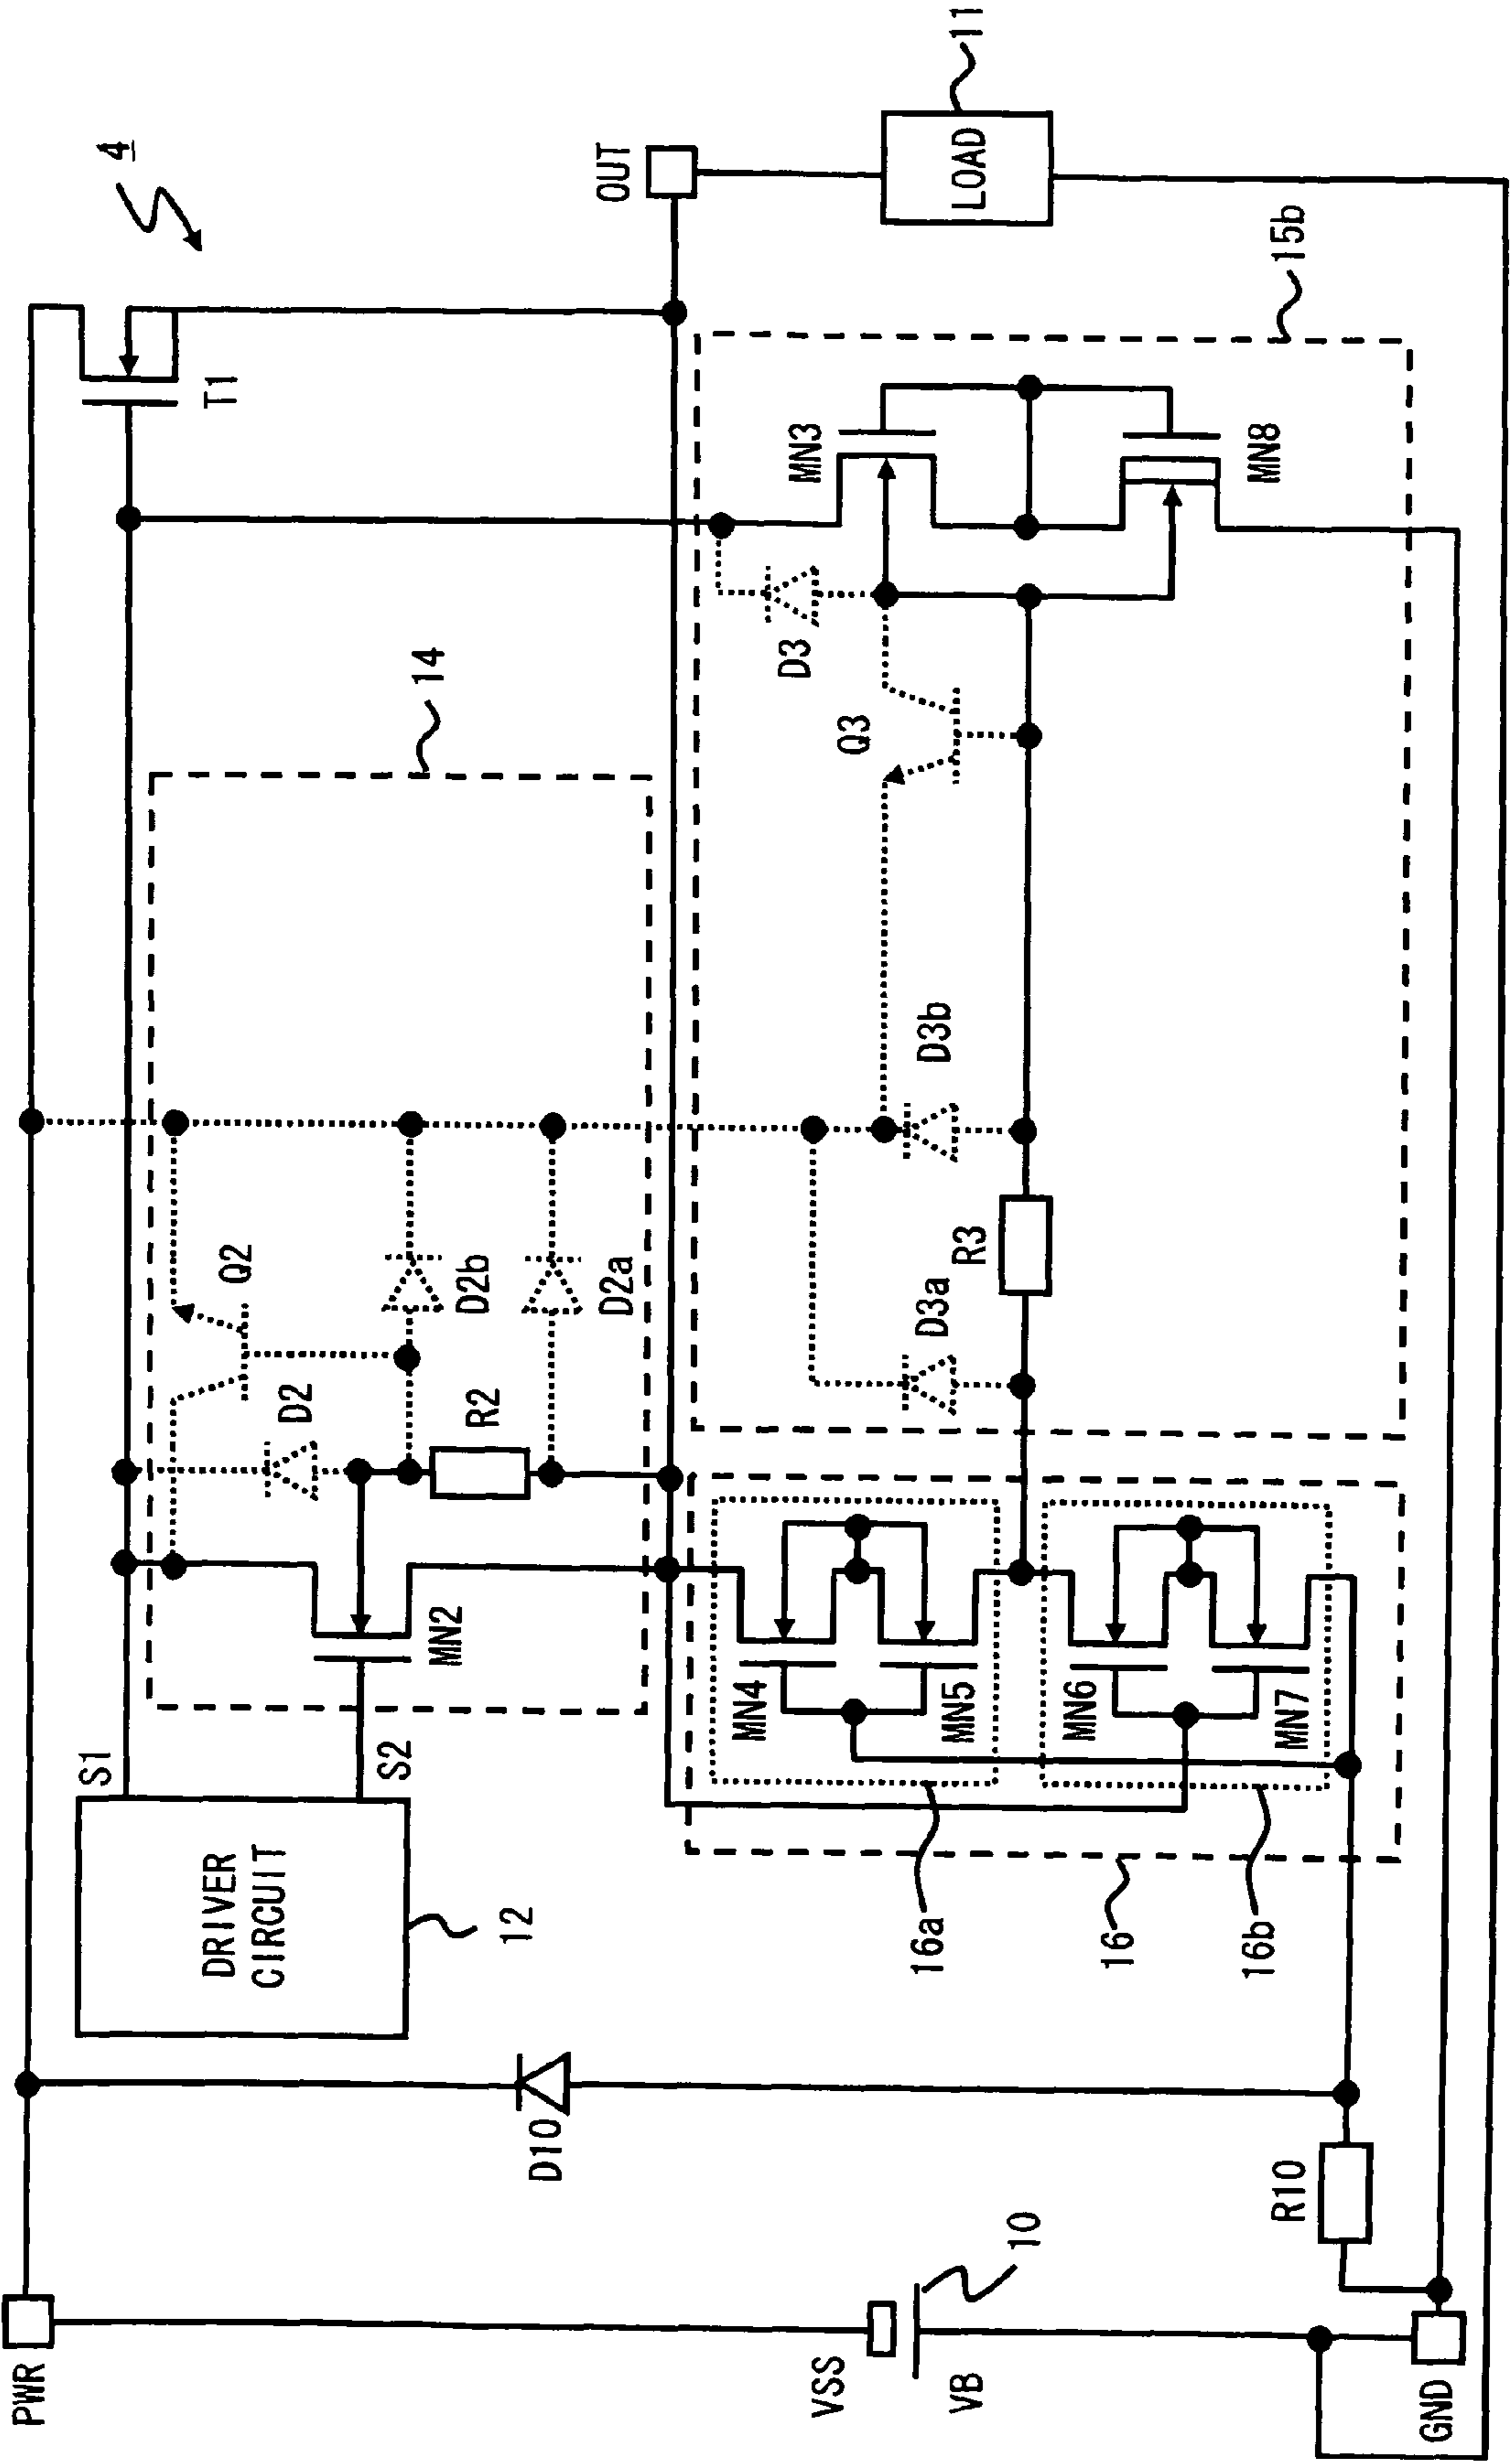 4
PWR
S1
DRIVER
CIRCUIT
12
S2
MN2
D2
R2
Q2
D2b
D2a
14
T1
OUT
LOAD
11
D10
VSS
VB
10
MN4
MN5
16a
MN6
MN7
16
16b
D3a
R3
D3b
Q3
D3
MN3
MN8
15b
R10
GND